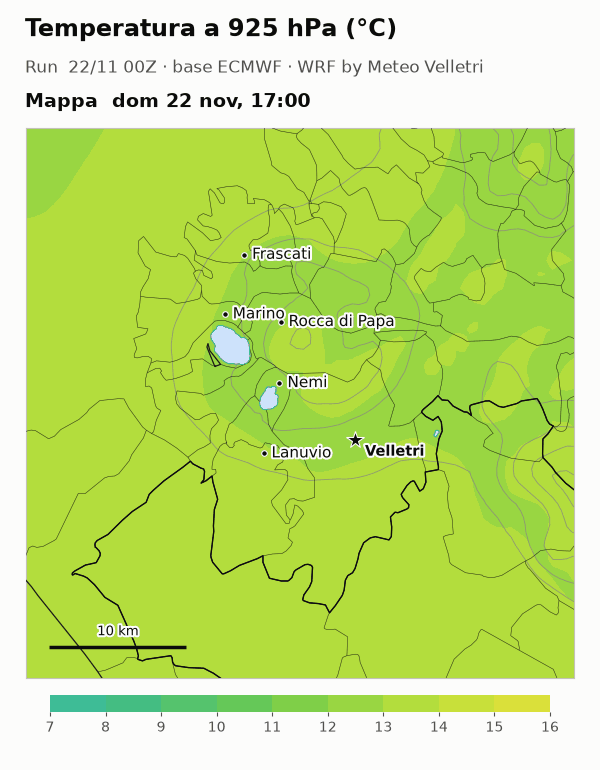 Temperatura a 925 hPa (°C)
Run  22/11 00Z · base ECMWF · WRF by Meteo Velletri
Mappa  dom 22 nov, 17:00
Frascati
Marino
Rocca di Papa
Nemi
Velletri
Lanuvio
10 km
7 8 9 10 11 12 13 14 15 16